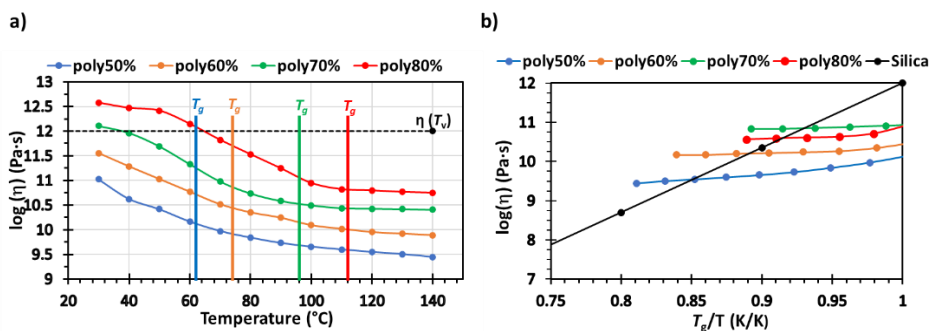 a)
poly50% poly60% poly70% poly80%
13
12.5
12
11.5
11
10.5
10
9.5
9
log(η) (Pa·s)
Tg Tg Tg Tg
η (Tν)
20 40 60 80 100 120 140
Temperature (°C)
b)
poly50% poly60% poly70% poly80% Silica
12
11
10
9
8
7
log(η) (Pa·s)
0.75 0.8 0.85 0.9 0.95 1
Tg/T (K/K)